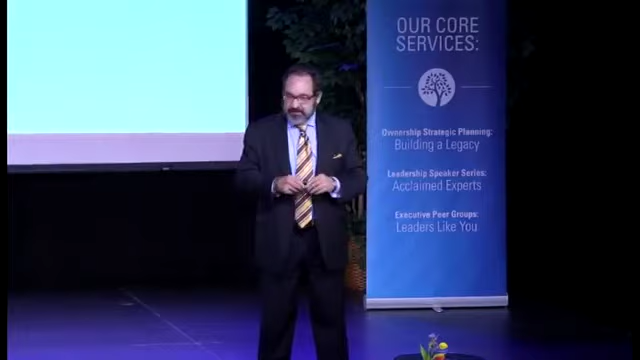 OUR CORE
SERVICES:
Ownership Strategic Planning:
Building a Legacy
Leadership Speaker Series:
Acclaimed Experts
Executive Peer Groups:
Leaders Like You